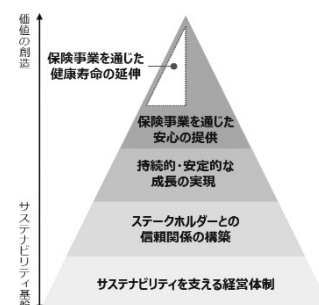 価値の創造
保険事業を通じた
健康寿命の延伸
保険事業を通じた
安心の提供
持続的・安定的な
成長の実現
ステークホルダーとの
信頼関係の構築
サステナビリティを支える経営体制
サステナビリティ基盤